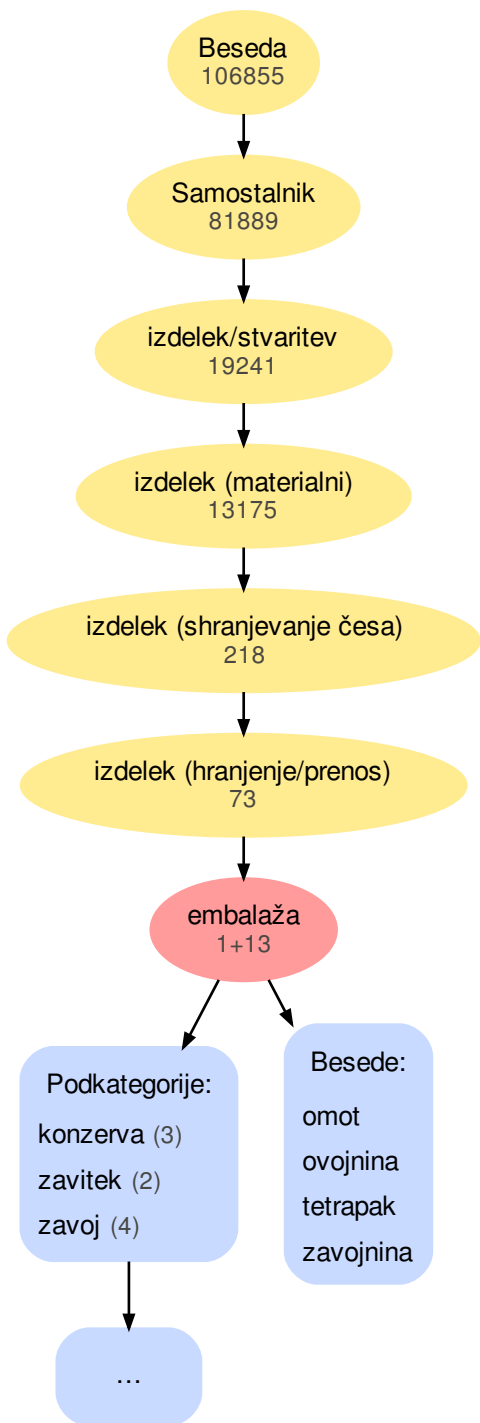 Beseda
106855
Samostalnik
81889
izdelek/stvaritev
19241
izdelek (materialni)
13175
izdelek (shranjevanje česa)
218
izdelek (hranjenje/prenos)
73
embalaža
1+13
Podkategorije:
konzerva (3)
zavitek (2)
zavoj (4)
Besede:
omot
ovojnina
tetrapak
zavojnina
...